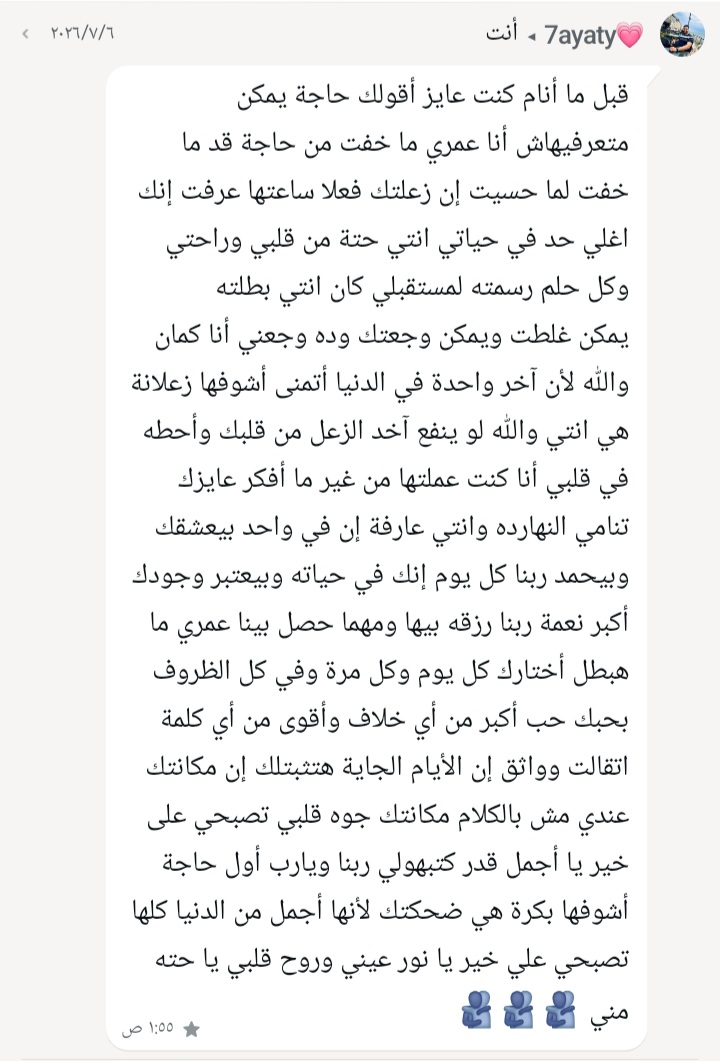 7ayaty💗 ◂ أنت
٢٠٢٦/٧/٦
قبل ما أنام كنت عايز أقولك حاجة يمكن
متعرفيهاش أنا عمري ما خفت من حاجة قد ما
خفت لما حسيت إن زعلتك فعلا ساعتها عرفت إنك
اغلي حد في حياتي انتي حتة من قلبي وراحتي
وكل حلم رسمته لمستقبلي كان انتي بطلته
يمكن غلطت ويمكن وجعتك وده وجعني أنا كمان
والله لأن آخر واحدة في الدنيا أتمنى أشوفها زعلانة
هي انتي والله لو ينفع آخد الزعل من قلبك وأحطه
في قلبي أنا كنت عملتها من غير ما أفكر عايزك
تنامي النهارده وانتي عارفة إن في واحد بيعشقك
وبيحمد ربنا كل يوم إنك في حياته وبيعتبر وجودك
أكبر نعمة ربنا رزقه بيها ومهما حصل بينا عمري ما
هبطل أختارك كل يوم وكل مرة وفي كل الظروف
بحبك حب أكبر من أي خلاف وأقوى من أي كلمة
اتقالت وواثق إن الأيام الجاية هتثبتلك إن مكانتك
عندي مش بالكلام مكانتك جوه قلبي تصبحي على
خير يا أجمل قدر كتبهولي ربنا ويارب أول حاجة
أشوفها بكرة هي ضحكتك لأنها أجمل من الدنيا كلها
تصبحي علي خير يا نور عيني وروح قلبي يا حته
مني 🫂🫂🫂
١:٥٥ ص